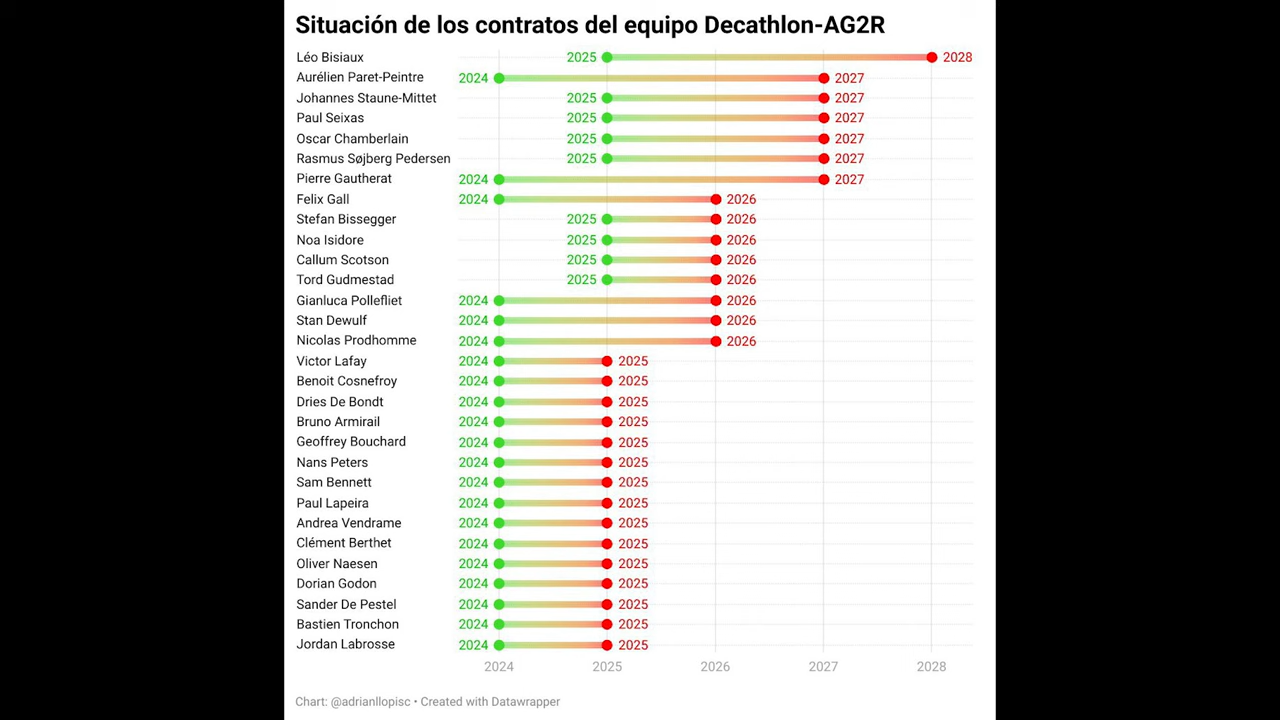 Situación de los contratos del equipo Decathlon-AG2R
Léo Bisiaux 2025 2028
Aurélien Paret-Peintre 2024 2027
Johannes Staune-Mittet 2025 2027
Paul Seixas 2025 2027
Oscar Chamberlain 2025 2027
Rasmus Søjberg Pedersen 2025 2027
Pierre Gautherat 2024 2027
Felix Gall 2024 2026
Stefan Bissegger 2025 2026
Noa Isidore 2025 2026
Callum Scotson 2025 2026
Tord Gudmestad 2025 2026
Gianluca Pollefliet 2024 2026
Stan Dewulf 2024 2026
Nicolas Prodhomme 2024 2026
Victor Lafay 2024 2025
Benoit Cosnefroy 2024 2025
Dries De Bondt 2024 2025
Bruno Armirail 2024 2025
Geoffrey Bouchard 2024 2025
Nans Peters 2024 2025
Sam Bennett 2024 2025
Paul Lapeira 2024 2025
Andrea Vendrame 2024 2025
Clément Berthet 2024 2025
Oliver Naesen 2024 2025
Dorian Godon 2024 2025
Sander De Pestel 2024 2025
Bastien Tronchon 2024 2025
Jordan Labrosse 2024 2025
2024 2025 2026 2027 2028
Chart: @adrianllopisc • Created with Datawrapper